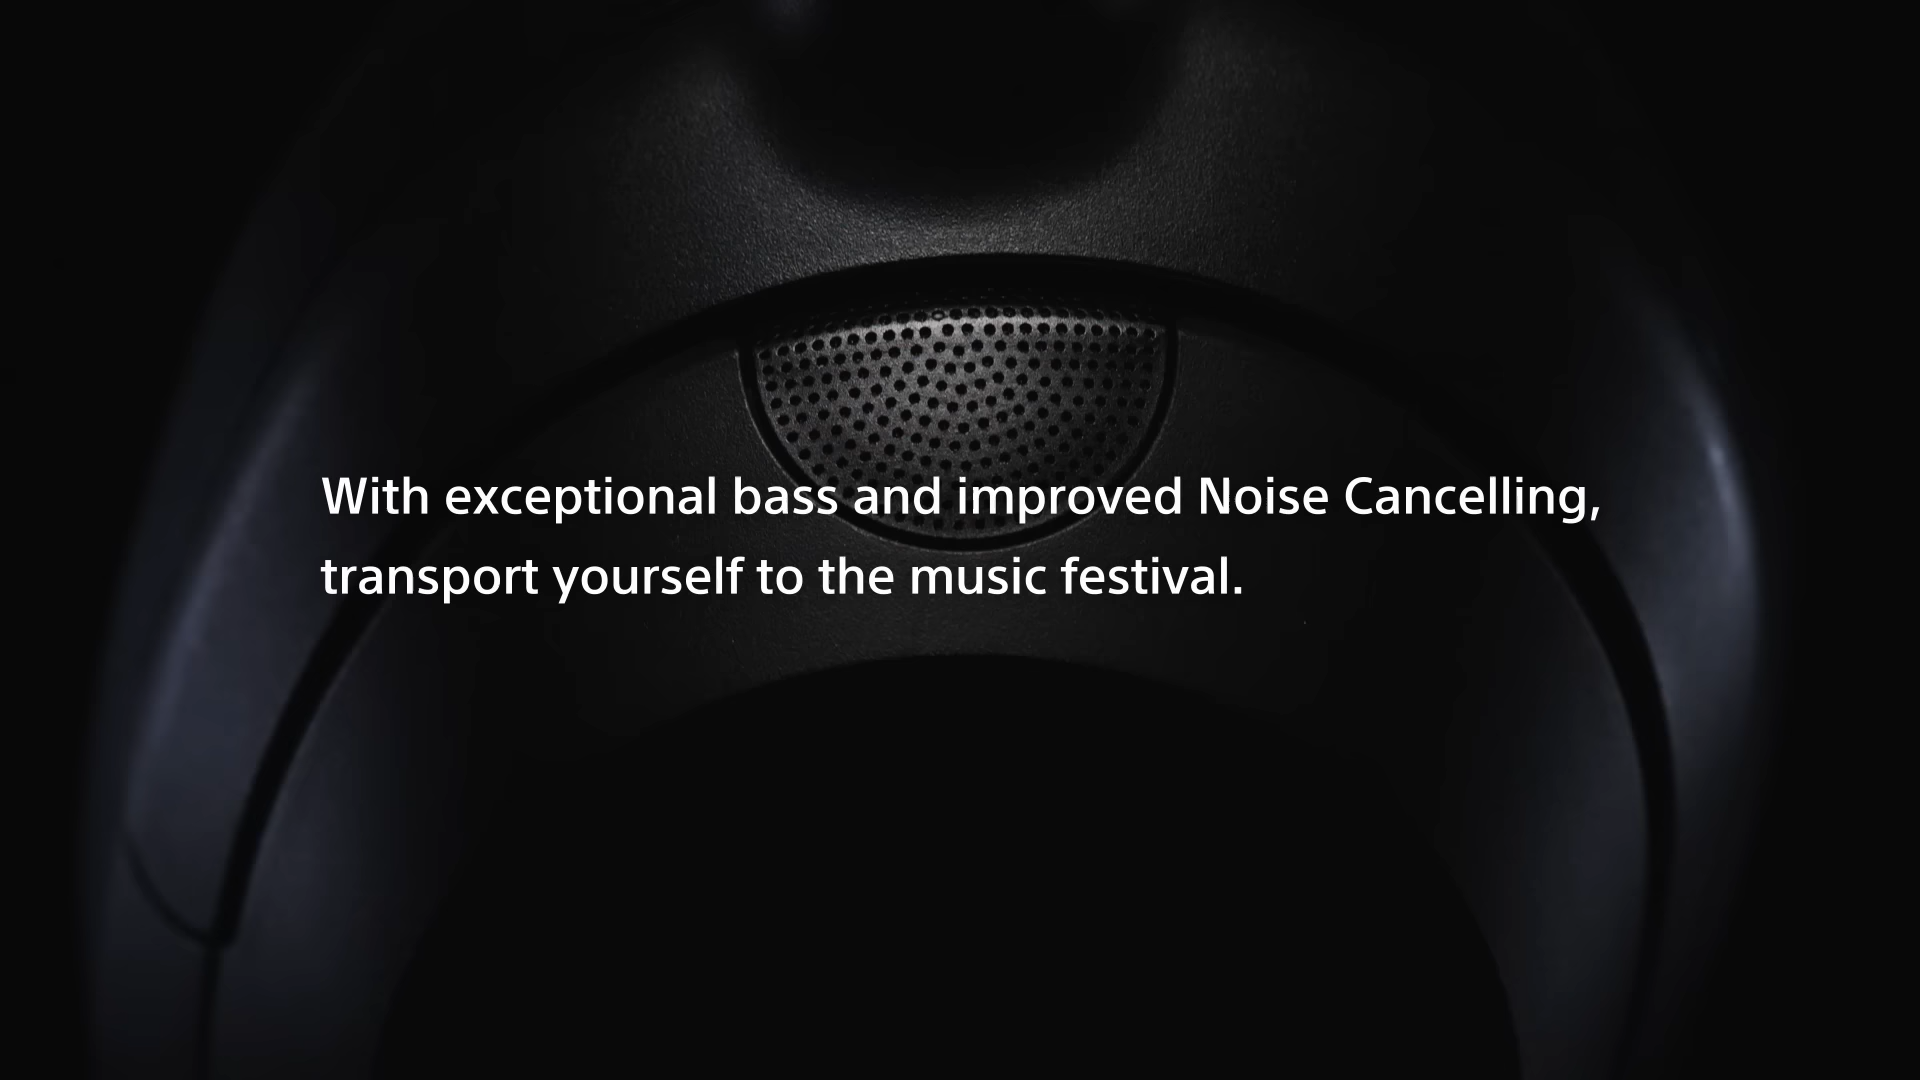 With exceptional bass and improved Noise Cancelling,
transport yourself to the music festival.